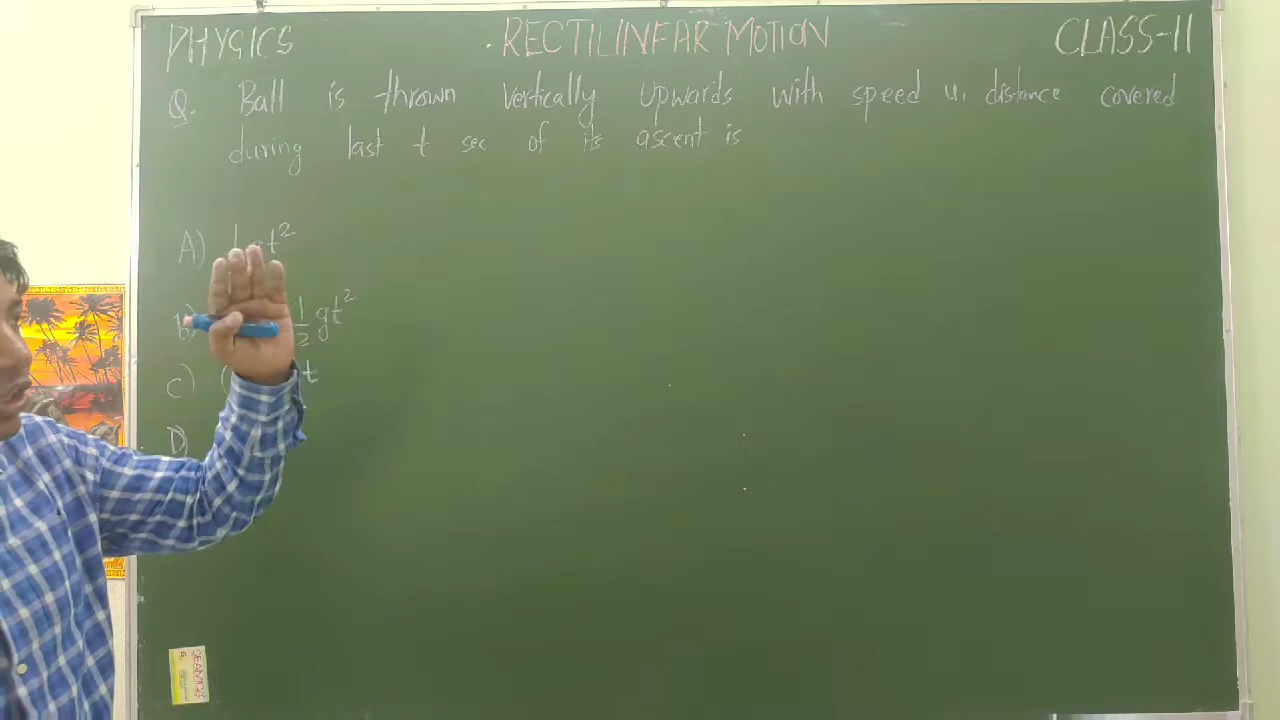 PHYSICS
RECTILINEAR MOTION
CLASS-11
Q. Ball is thrown vertically upwards with speed u, distance covered
during last t sec of its ascent is
A) t²
b) 1/2 gt²
c) ( t
D)